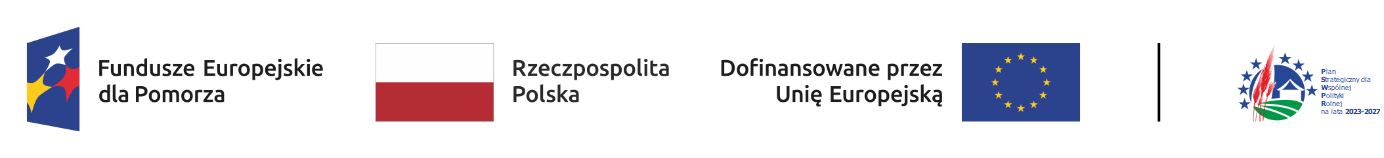 Fundusze Europejskie
dla Pomorza
Rzeczpospolita
Polska
Dofinansowane przez
Unię Europejską
Plan
Strategiczny dla
Wspólnej
Polityki
Rolnej
na lata 2023-2027